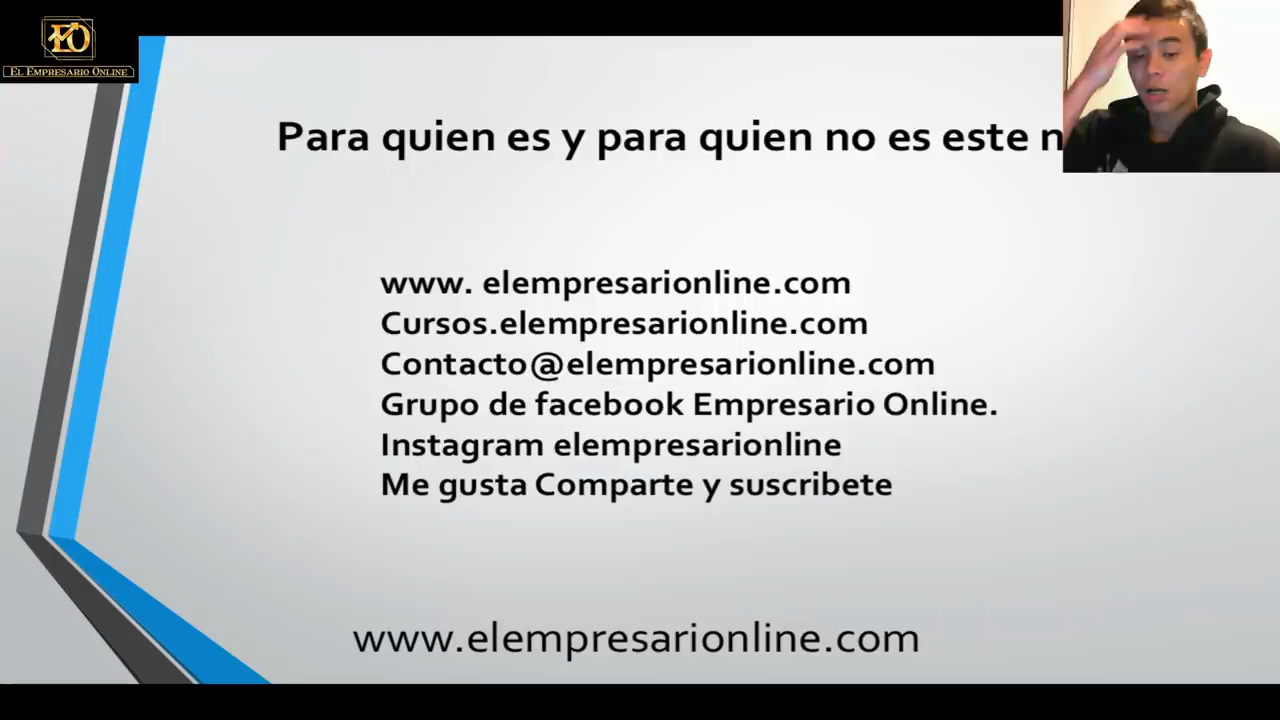 EO
EL EMPRESARIO ONLINE
Para quien es y para quien no es este
www. elempresarionline.com
Cursos.elempresarionline.com
Contacto@elempresarionline.com
Grupo de facebook Empresario Online.
Instagram elempresarionline
Me gusta Comparte y suscribete
www.elempresarionline.com